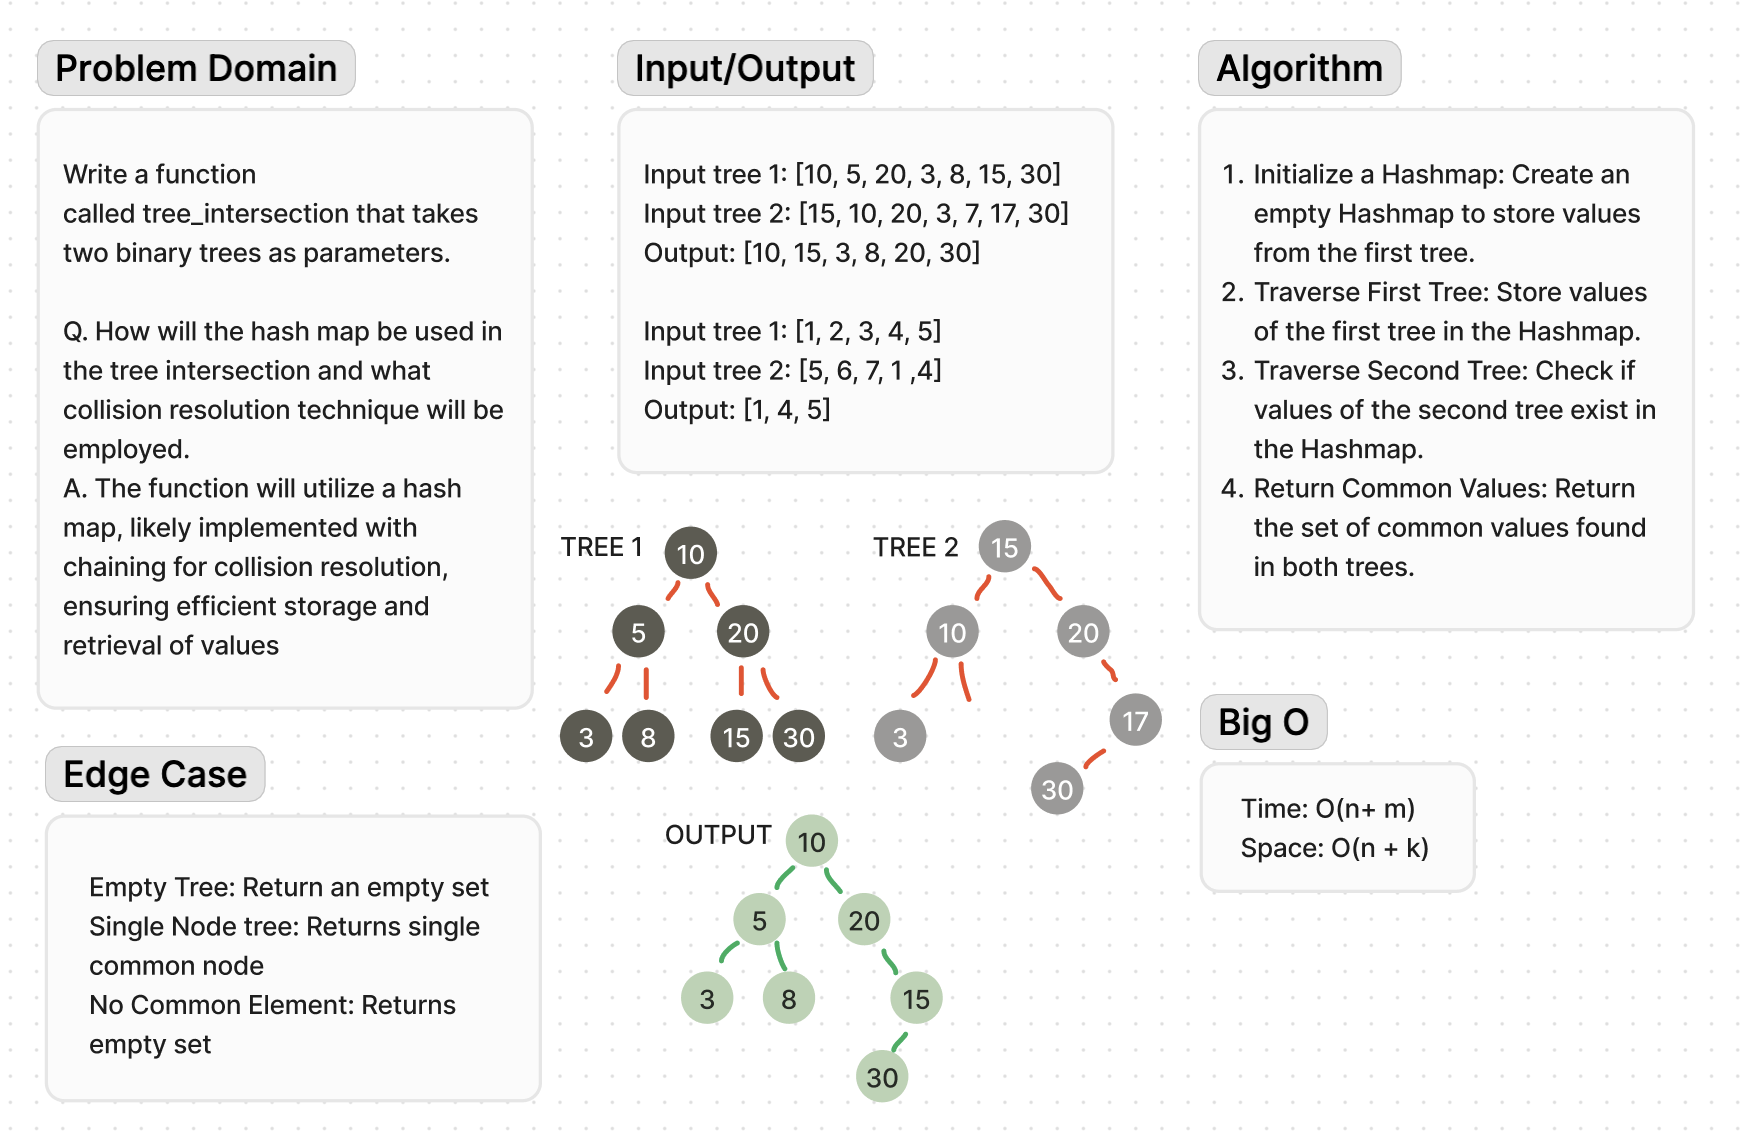 Problem Domain
Write a function
called tree_intersection that takes
two binary trees as parameters.
Q. How will the hash map be used in
the tree intersection and what
collision resolution technique will be
employed.
A. The function will utilize a hash
map, likely implemented with
chaining for collision resolution,
ensuring efficient storage and
retrieval of values
Edge Case
Empty Tree: Return an empty set
Single Node tree: Returns single
common node
No Common Element: Returns
empty set
Input/Output
Input tree 1: [10, 5, 20, 3, 8, 15, 30]
Input tree 2: [15, 10, 20, 3, 7, 17, 30]
Output: [10, 15, 3, 8, 20, 30]
Input tree 1: [1, 2, 3, 4, 5]
Input tree 2: [5, 6, 7, 1 ,4]
Output: [1, 4, 5]
TREE 1
10
5
20
3
8
15
30
TREE 2
15
10
20
3
17
30
OUTPUT
10
5
20
3
8
15
30
Algorithm
1. Initialize a Hashmap: Create an
empty Hashmap to store values
from the first tree.
2. Traverse First Tree: Store values
of the first tree in the Hashmap.
3. Traverse Second Tree: Check if
values of the second tree exist in
the Hashmap.
4. Return Common Values: Return
the set of common values found
in both trees.
Big O
Time: O(n+ m)
Space: O(n + k)